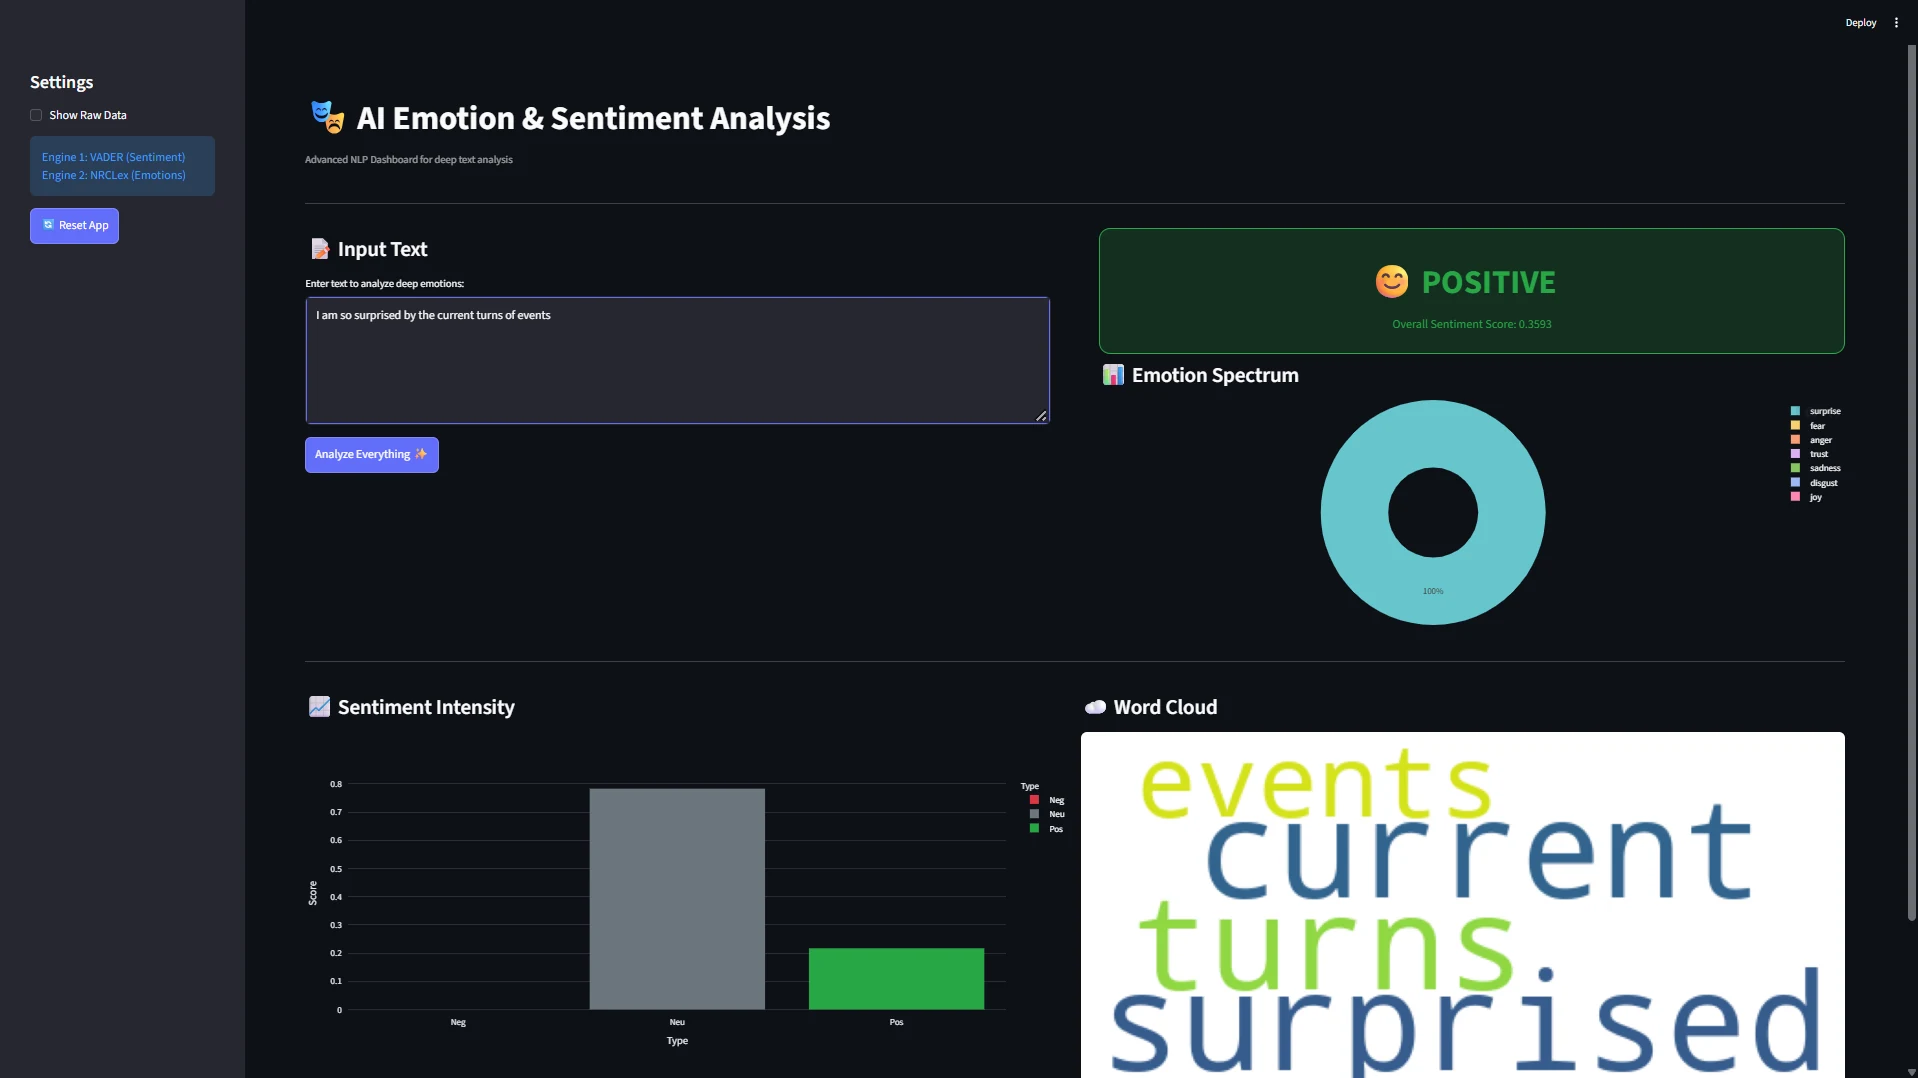 Deploy
Settings
Show Raw Data
Engine 1: VADER (Sentiment)
Engine 2: NRCLex (Emotions)
Reset App
AI Emotion & Sentiment Analysis
Advanced NLP Dashboard for deep text analysis
Input Text
Enter text to analyze deep emotions:
I am so surprised by the current turns of events
Analyze Everything
POSITIVE
Overall Sentiment Score: 0.3593
Emotion Spectrum
100%
surprise
fear
anger
trust
sadness
disgust
joy
Sentiment Intensity
Score
0.8
0.7
0.6
0.5
0.4
0.3
0.2
0.1
0
Neg
Neu
Pos
Type
Type
Neg
Neu
Pos
Word Cloud
events
current
turns
surprised